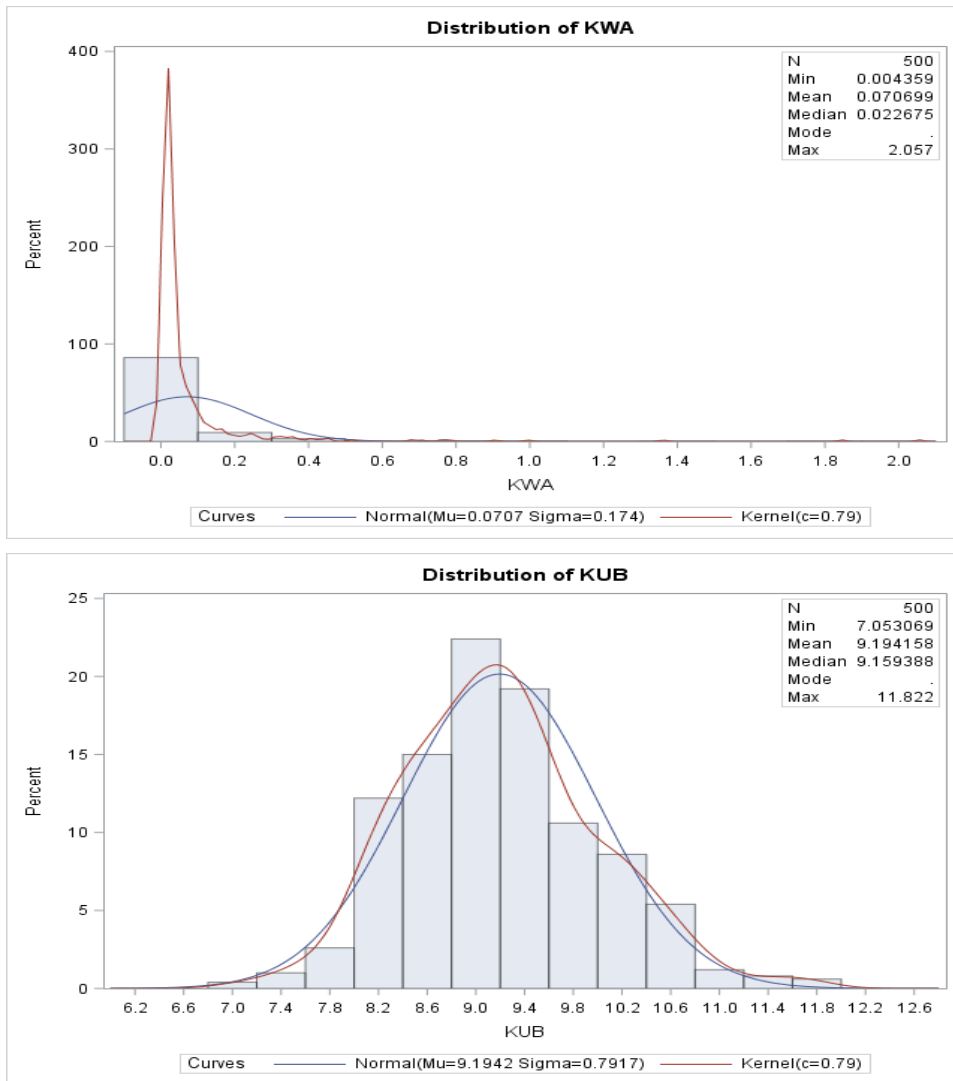 Distribution of KWA
400
300
200
100
0
Percent
N 500
Min 0.004359
Mean 0.070699
Median 0.022675
Mode .
Max 2.057
0.0 0.2 0.4 0.6 0.8 1.0 1.2 1.4 1.6 1.8 2.0
KWA
Curves Normal(Mu=0.0707 Sigma=0.174) Kernel(c=0.79)
Distribution of KUB
25
20
15
10
5
0
Percent
N 500
Min 7.053069
Mean 9.194158
Median 9.159388
Mode .
Max 11.822
6.2 6.6 7.0 7.4 7.8 8.2 8.6 9.0 9.4 9.8 10.2 10.6 11.0 11.4 11.8 12.2 12.6
KUB
Curves Normal(Mu=9.1942 Sigma=0.7917) Kernel(c=0.79)